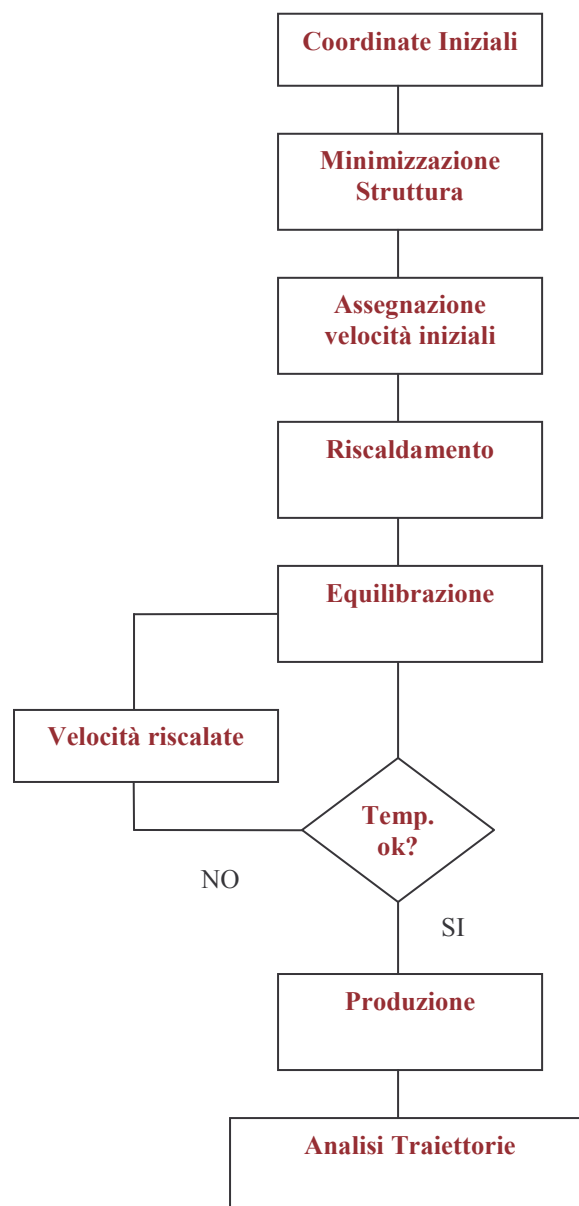 Coordinate Iniziali
Minimizzazione
Struttura
Assegnazione
velocità iniziali
Riscaldamento
Equilibrazione
Velocità riscalate
Temp.
ok?
NO
SI
Produzione
Analisi Traiettorie